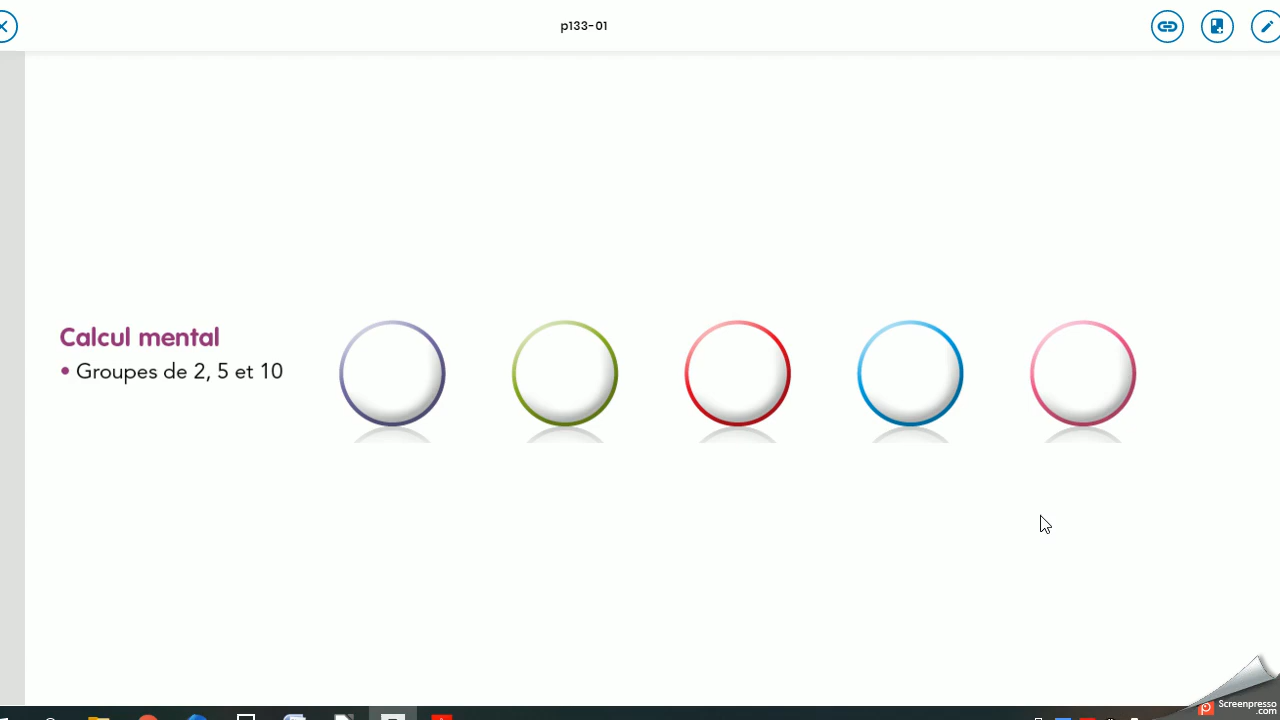 p133-01
Calcul mental
• Groupes de 2, 5 et 10
Screenpresso
.com